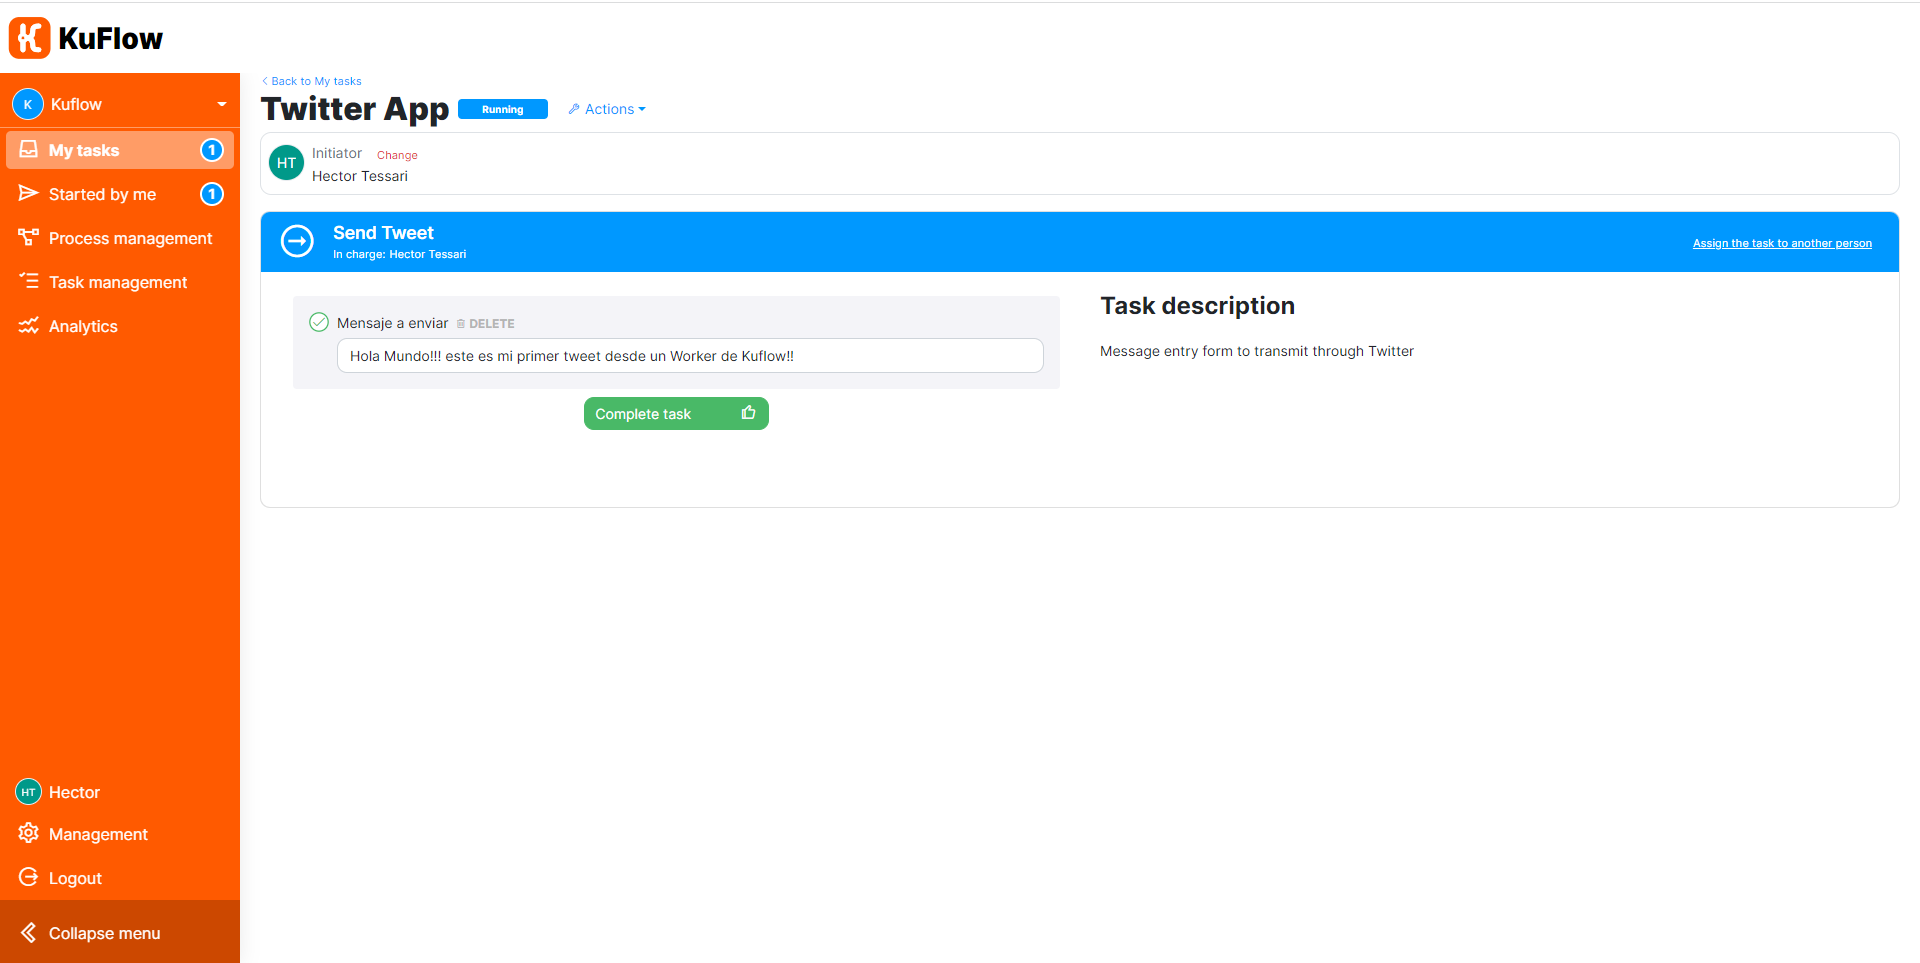 KuFlow
K Kuflow
My tasks 1
Started by me 1
Process management
Task management
Analytics
HT Hector
Management
Logout
Collapse menu
Back to My tasks
Twitter App Running Actions
HT Initiator Change
Hector Tessari
Send Tweet
In charge: Hector Tessari
Assign the task to another person
Mensaje a enviar DELETE
Hola Mundo!!! este es mi primer tweet desde un Worker de Kuflow!!
Complete task
Task description
Message entry form to transmit through Twitter